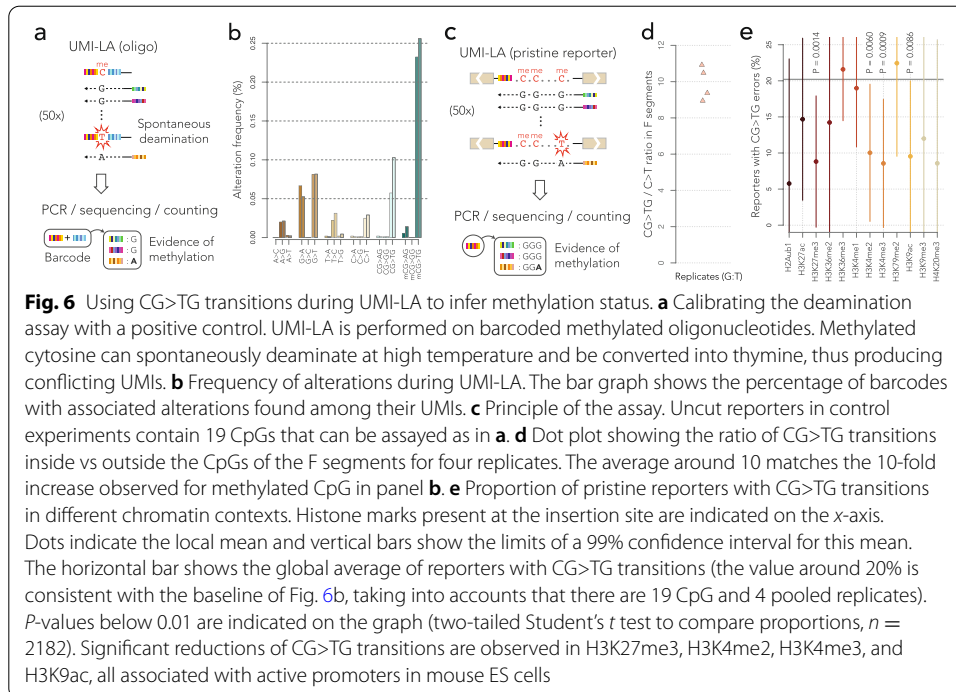 a
UMI-LA (oligo)
me
C
G
G
(50x)
Spontaneous
deamination
T
A
PCR / sequencing / counting
+
Barcode
: G
: G
: A
Evidence of
methylation
b
Alteration frequency (%)
0.25
0.20
0.15
0.10
0.05
0.0
A>C
A>G
A>T
G>A
G>C
G>T
T>A
T>C
T>G
C>A
C>G
C>T
CG>AG
CG>GG
CG>TG
mCG>AG
mCG>GG
mCG>TG
c
UMI-LA (pristine reporter)
me me me
C C ... C
G G G
G G G
(50x)
me me
C C ... T
G G A
PCR / sequencing / counting
: GGG
: GGG
: GGA
Evidence of
methylation
d
CG>TG / C>T ratio in F segments
12
10
8
6
4
2
0
Replicates (G:T)
e
Reporters with CG>TG errors (%)
25
20
15
10
5
0
P = 0.0014
P = 0.0060
P = 0.0009
P = 0.0086
H2Aub1
H3K27ac
H3K27me3
H3K36me2
H3K36me3
H3K4me1
H3K4me2
H3K4me3
H3K79me2
H3K9ac
H3K9me3
H4K20me3
Fig. 6 Using CG>TG transitions during UMI-LA to infer methylation status. a Calibrating the deamination
assay with a positive control. UMI-LA is performed on barcoded methylated oligonucleotides. Methylated
cytosine can spontaneously deaminate at high temperature and be converted into thymine, thus producing
conflicting UMIs. b Frequency of alterations during UMI-LA. The bar graph shows the percentage of barcodes
with associated alterations found among their UMIs. c Principle of the assay. Uncut reporters in control
experiments contain 19 CpGs that can be assayed as in a. d Dot plot showing the ratio of CG>TG transitions
inside vs outside the CpGs of the F segments for four replicates. The average around 10 matches the 10-fold
increase observed for methylated CpG in panel b. e Proportion of pristine reporters with CG>TG transitions
in different chromatin contexts. Histone marks present at the insertion site are indicated on the x-axis.
Dots indicate the local mean and vertical bars show the limits of a 99% confidence interval for this mean.
The horizontal bar shows the global average of reporters with CG>TG transitions (the value around 20% is
consistent with the baseline of Fig. 6b, taking into accounts that there are 19 CpG and 4 pooled replicates).
P-values below 0.01 are indicated on the graph (two-tailed Student's t test to compare proportions, n =
2182). Significant reductions of CG>TG transitions are observed in H3K27me3, H3K4me2, H3K4me3, and
H3K9ac, all associated with active promoters in mouse ES cells